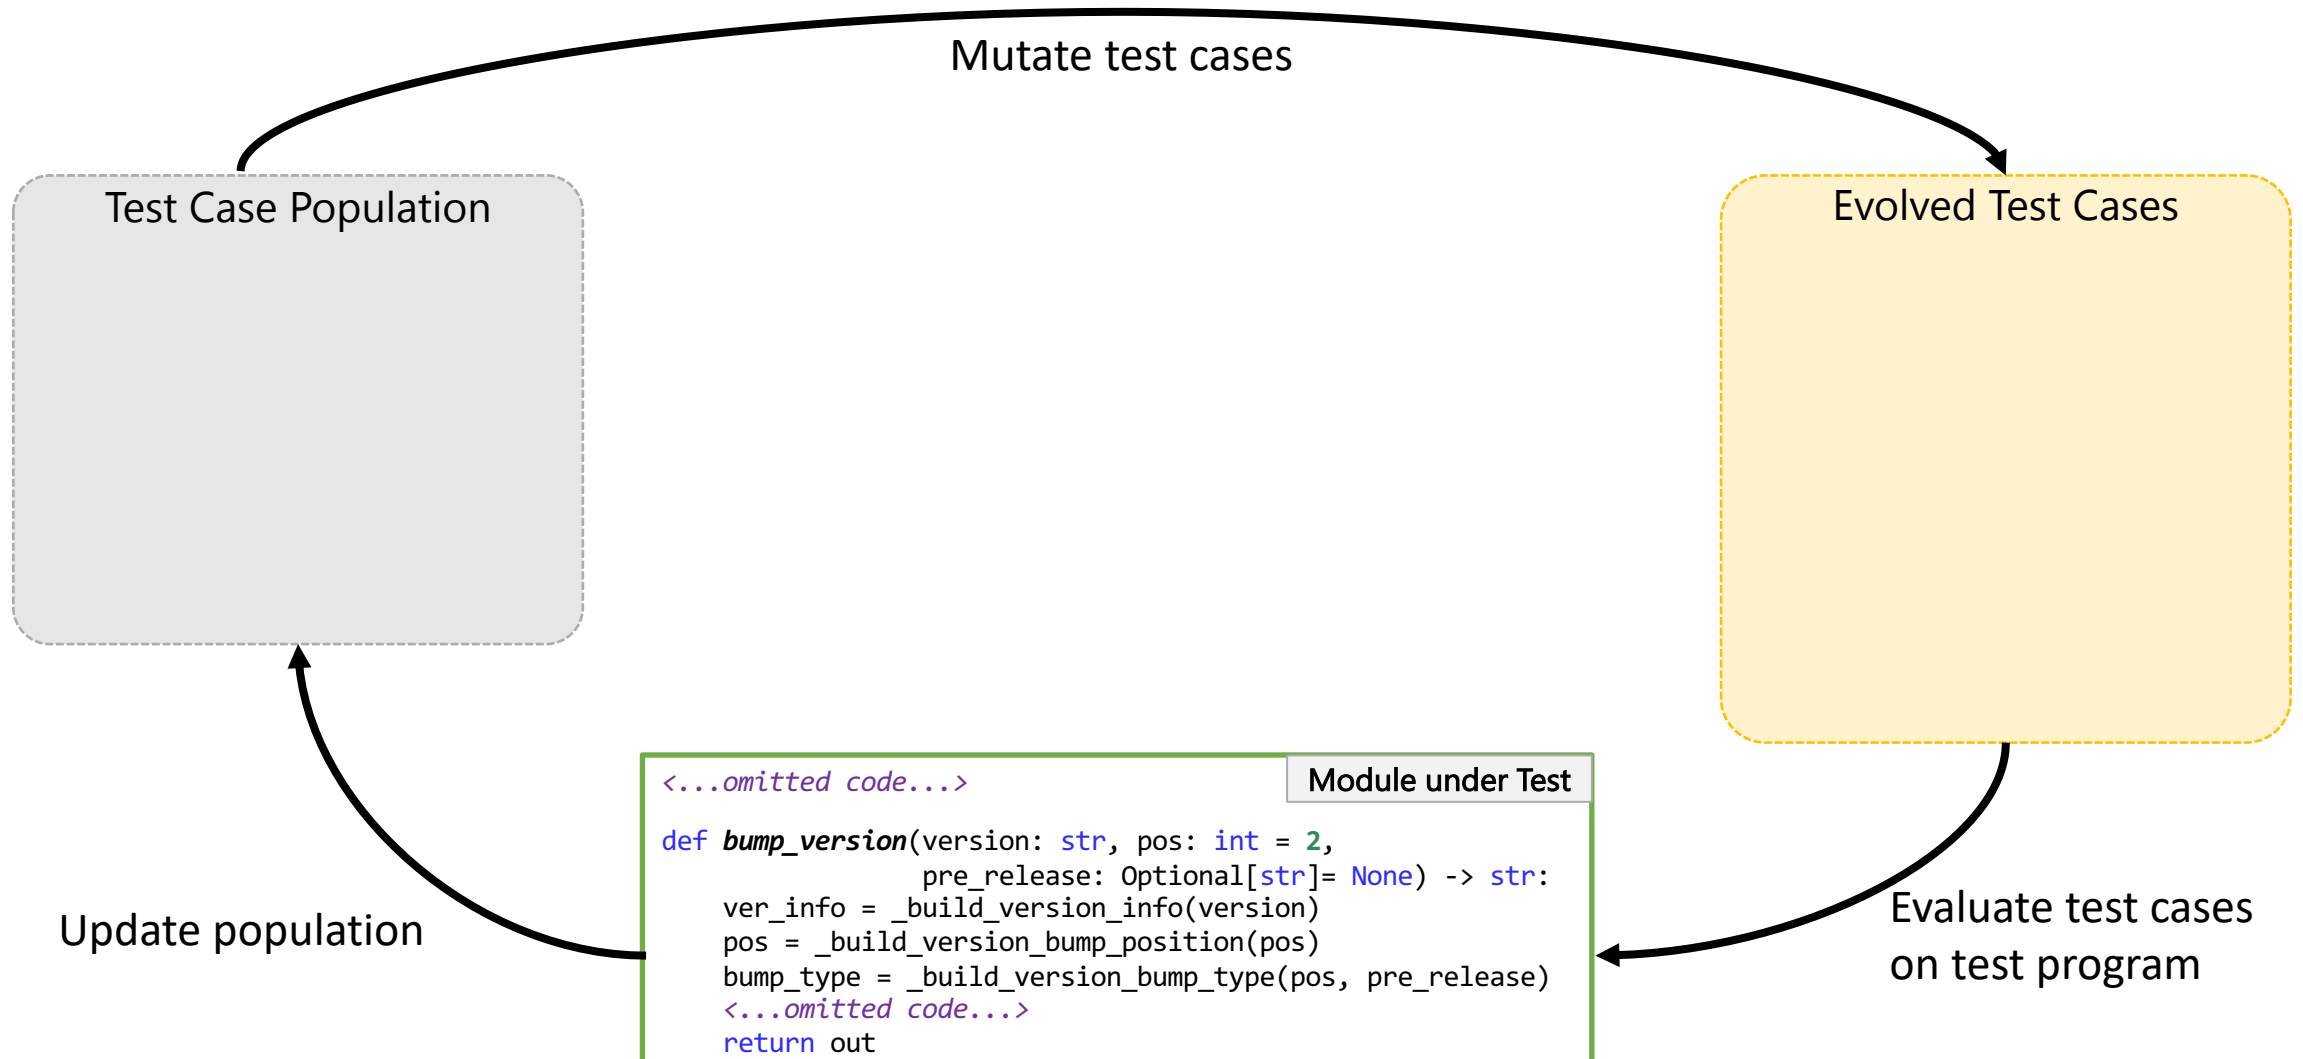 Mutate test cases
Test Case Population
Evolved Test Cases
<...omitted code...>
Module under Test
def bump_version(version: str, pos: int = 2,
pre_release: Optional[str]= None) -> str:
ver_info = _build_version_info(version)
pos = _build_version_bump_position(pos)
bump_type = _build_version_bump_type(pos, pre_release)
<...omitted code...>
return out
Update population
Evaluate test cases
on test program